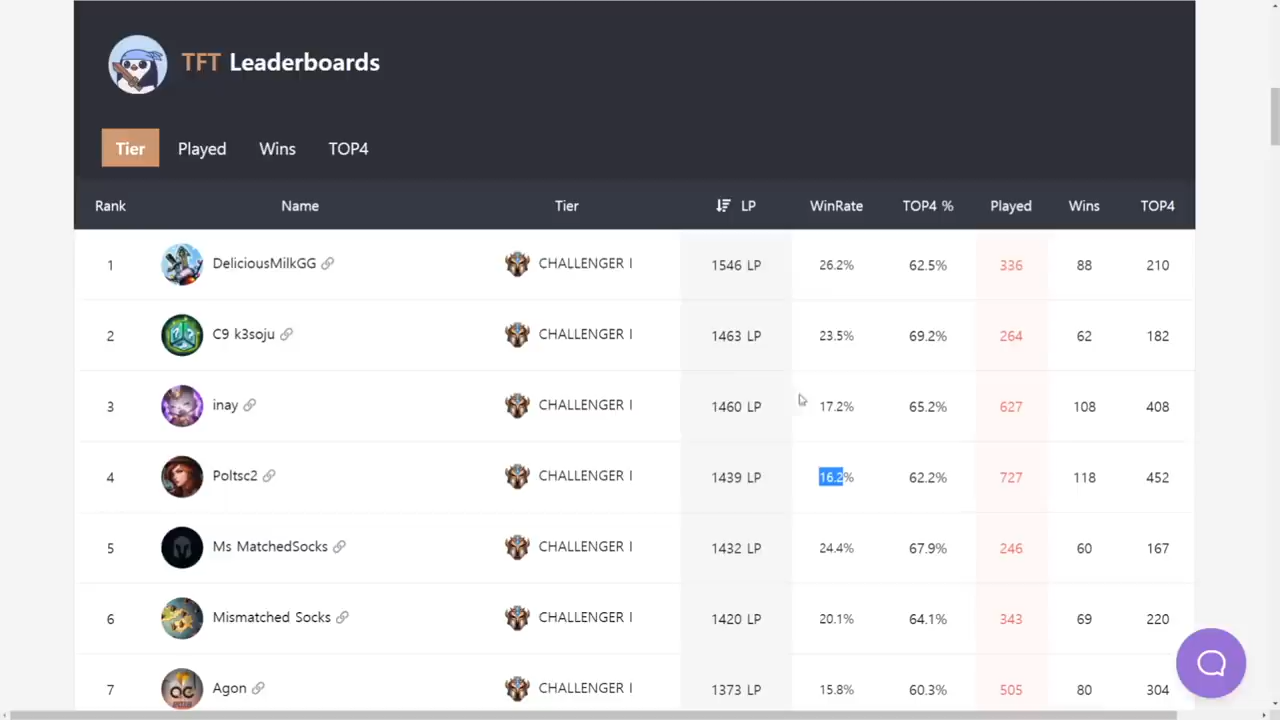 TFT Leaderboards
Tier Played Wins TOP4
Rank Name Tier LP WinRate TOP4 % Played Wins TOP4
1 DeliciousMilkGG CHALLENGER I 1546 LP 26.2% 62.5% 336 88 210
2 C9 k3soju CHALLENGER I 1463 LP 23.5% 69.2% 264 62 182
3 inay CHALLENGER I 1460 LP 17.2% 65.2% 627 108 408
4 Poltsc2 CHALLENGER I 1439 LP 16.2% 62.2% 727 118 452
5 Ms MatchedSocks CHALLENGER I 1432 LP 24.4% 67.9% 246 60 167
6 Mismatched Socks CHALLENGER I 1420 LP 20.1% 64.1% 343 69 220
7 Agon CHALLENGER I 1373 LP 15.8% 60.3% 505 80 304